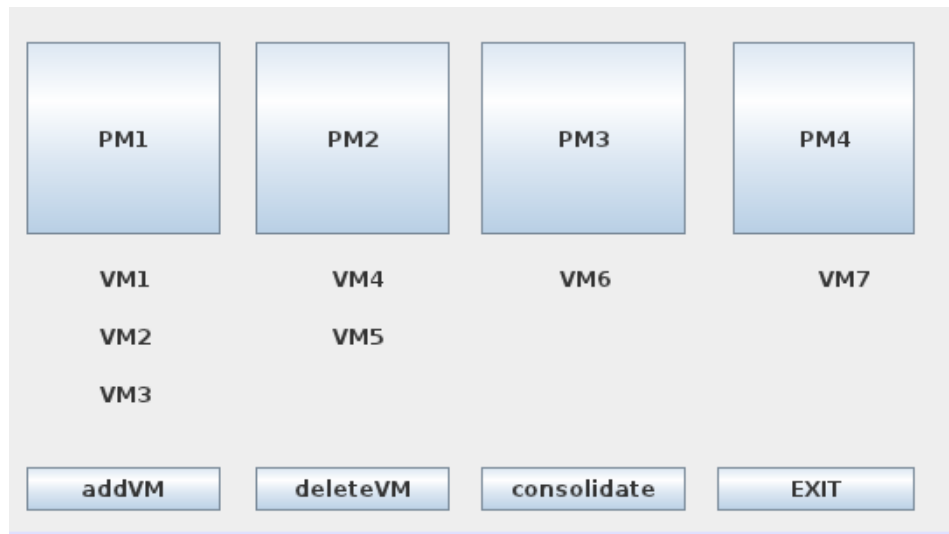 PM1 PM2 PM3 PM4
VM1 VM4 VM6 VM7
VM2 VM5
VM3
addVM deleteVM consolidate EXIT